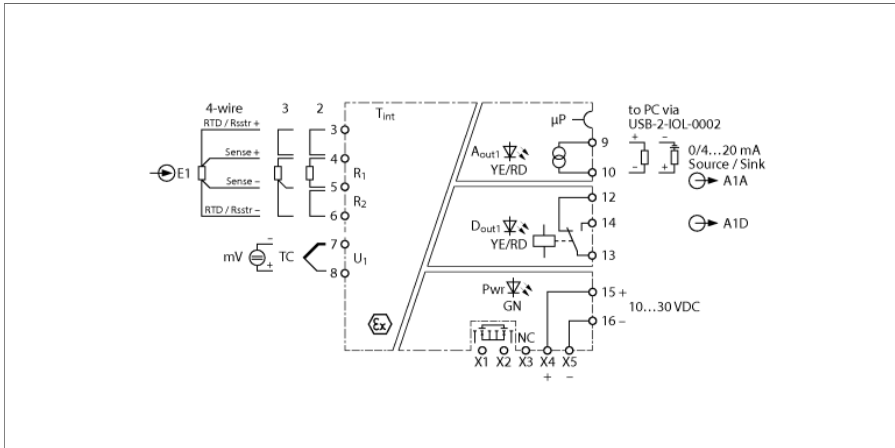 4-wire 3 2
RTD / Rsstr +
Sense +
E1
Sense –
RTD / Rsstr –
mV
–
+
TC
3
4
5
6
7
8
Tint
R1
R2
U1
Ex
µP
Aout1
YE/RD
Dout1
YE/RD
Pwr
GN
NC
X1 X2 X3 X4 X5
+ –
9
10
12
14
13
15 +
16 –
to PC via
USB-2-IOL-0002
+ –
– +
0/4...20 mA
Source / Sink
A1A
A1D
10...30 VDC